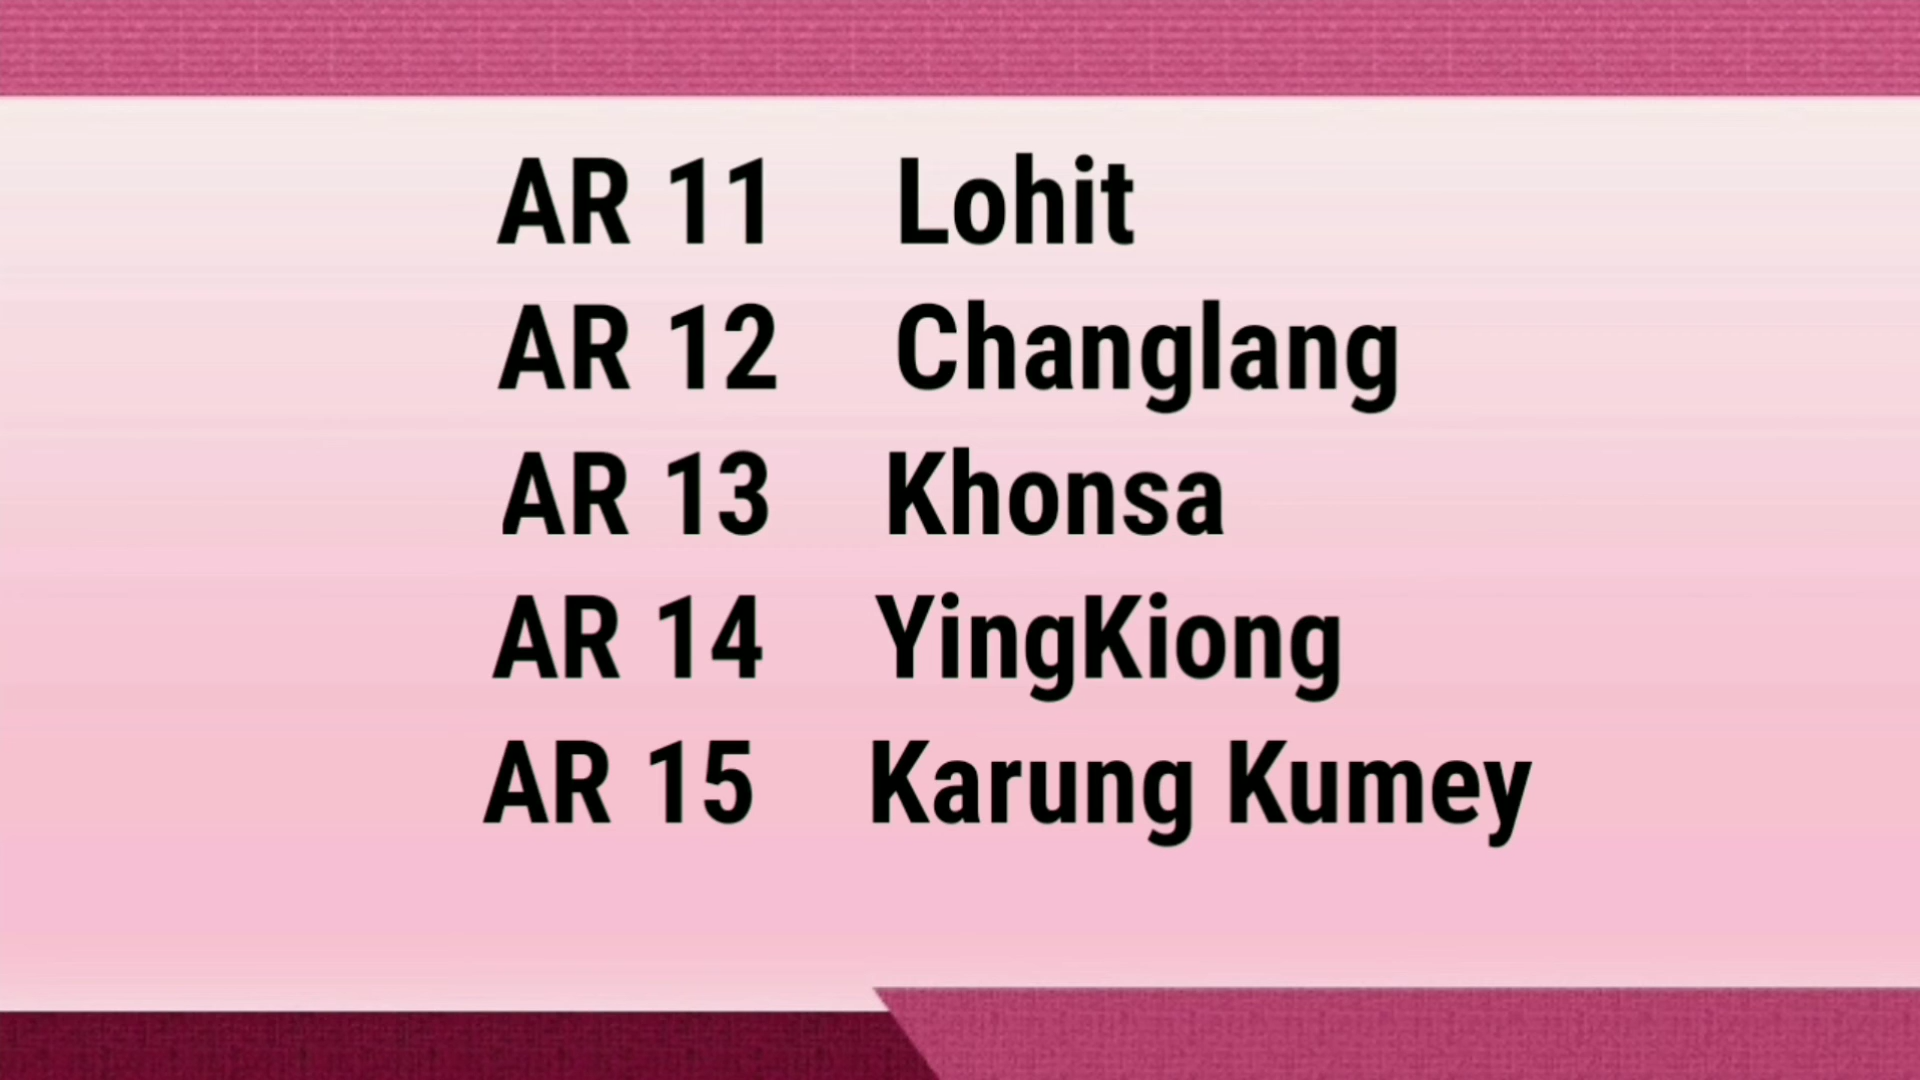 AR 11 Lohit
AR 12 Changlang
AR 13 Khonsa
AR 14 YingKiong
AR 15 Karung Kumey